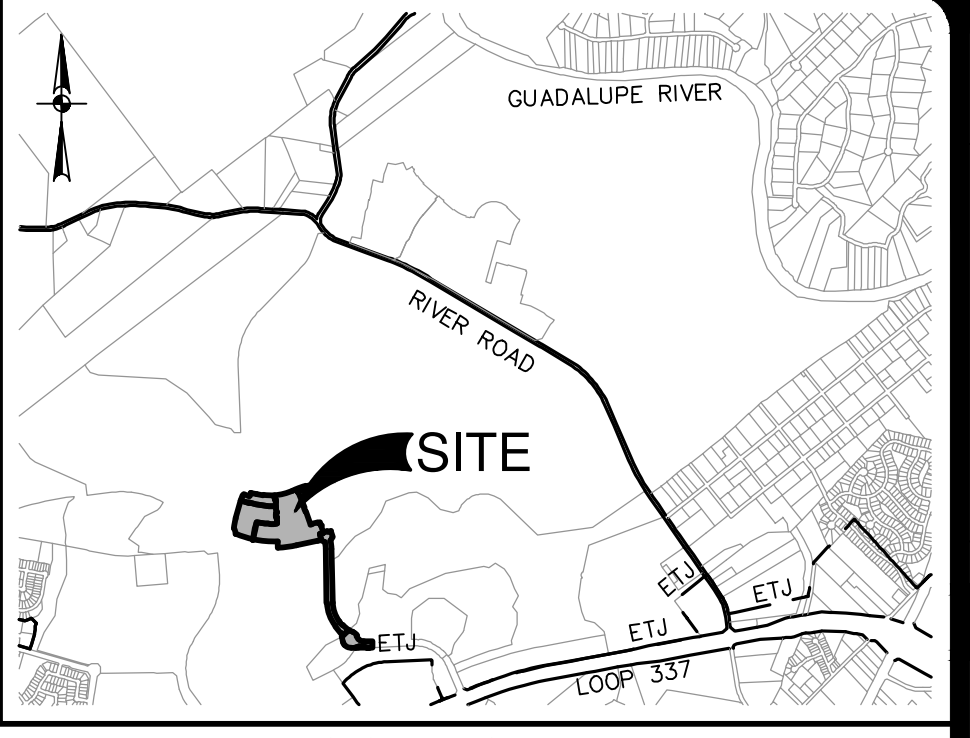 GUADALUPE RIVER
RIVER ROAD
SITE
ETJ
ETJ
ETJ
ETJ
LOOP 337